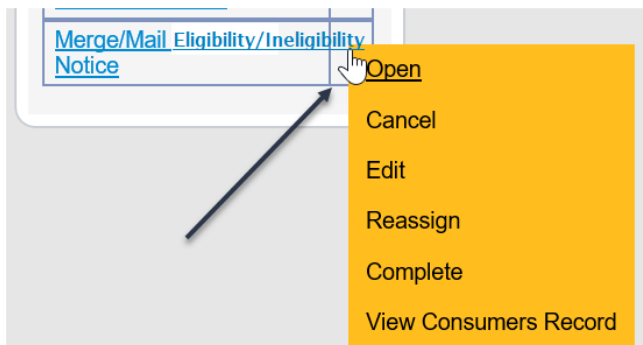 Merge/Mail Eligibility/Ineligibility
Notice
Open
Cancel
Edit
Reassign
Complete
View Consumers Record